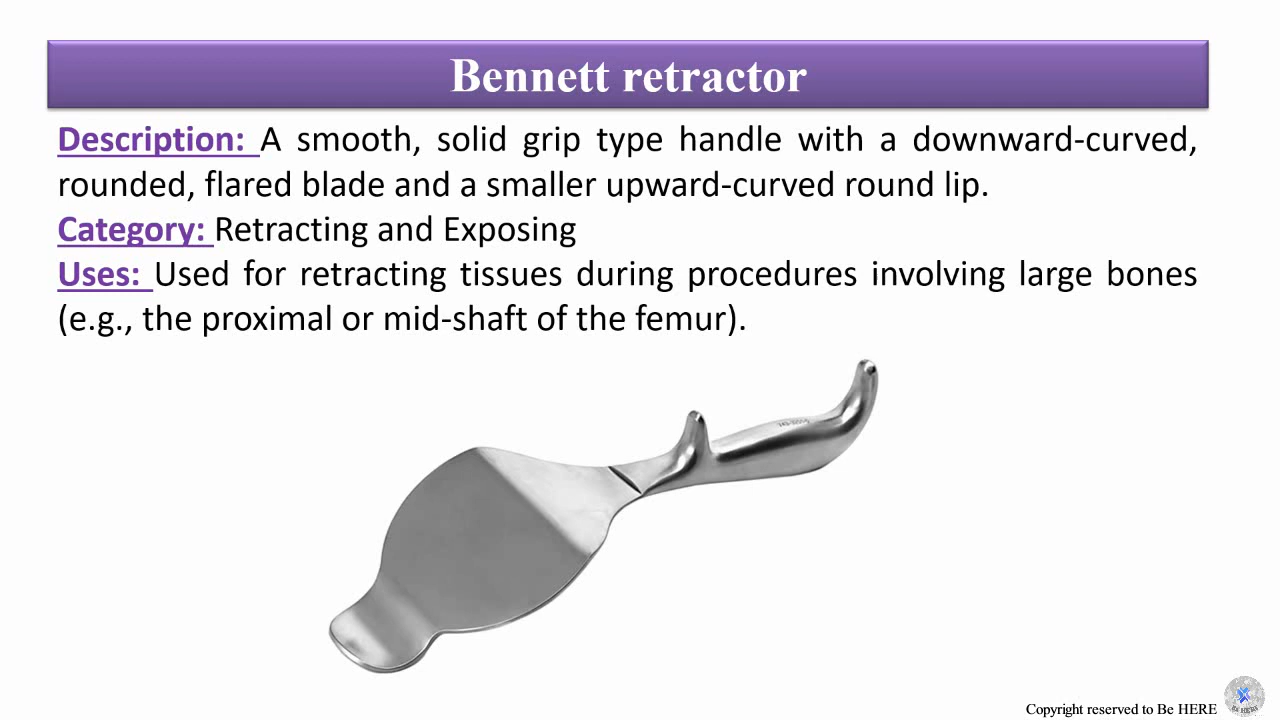 Bennett retractor
Description: A smooth, solid grip type handle with a downward-curved,
rounded, flared blade and a smaller upward-curved round lip.
Category: Retracting and Exposing
Uses: Used for retracting tissues during procedures involving large bones
(e.g., the proximal or mid-shaft of the femur).
Copyright reserved to Be HERE